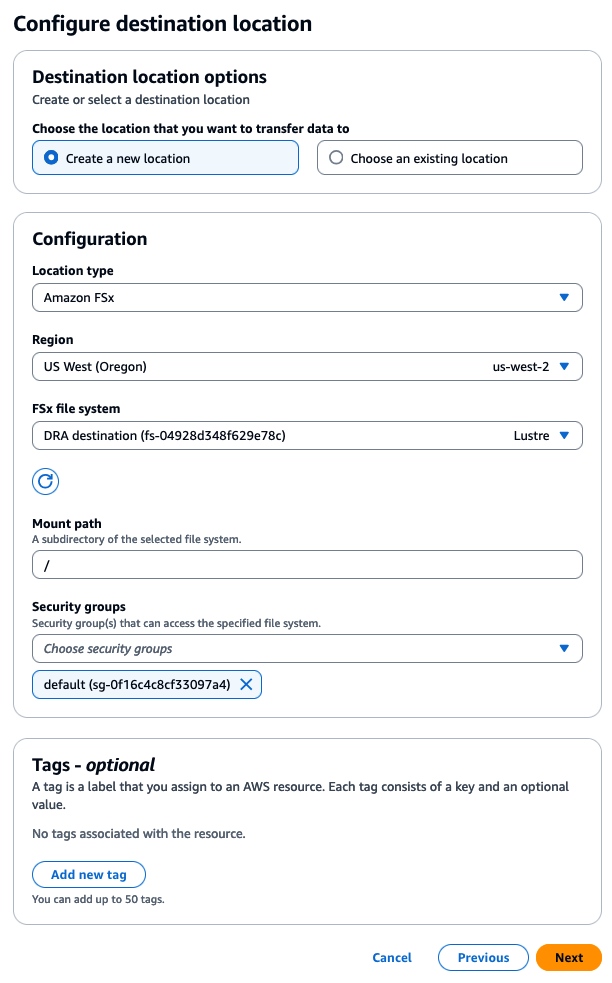 Configure destination location
Destination location options
Create or select a destination location
Choose the location that you want to transfer data to
Create a new location
Choose an existing location
Configuration
Location type
Amazon FSx
Region
US West (Oregon) us-west-2
FSx file system
DRA destination (fs-04928d348f629e78c) Lustre
Mount path
A subdirectory of the selected file system.
/
Security groups
Security group(s) that can access the specified file system.
Choose security groups
default (sg-0f16c4c8cf33097a4)
Tags - optional
A tag is a label that you assign to an AWS resource. Each tag consists of a key and an optional
value.
No tags associated with the resource.
Add new tag
You can add up to 50 tags.
Cancel Previous Next